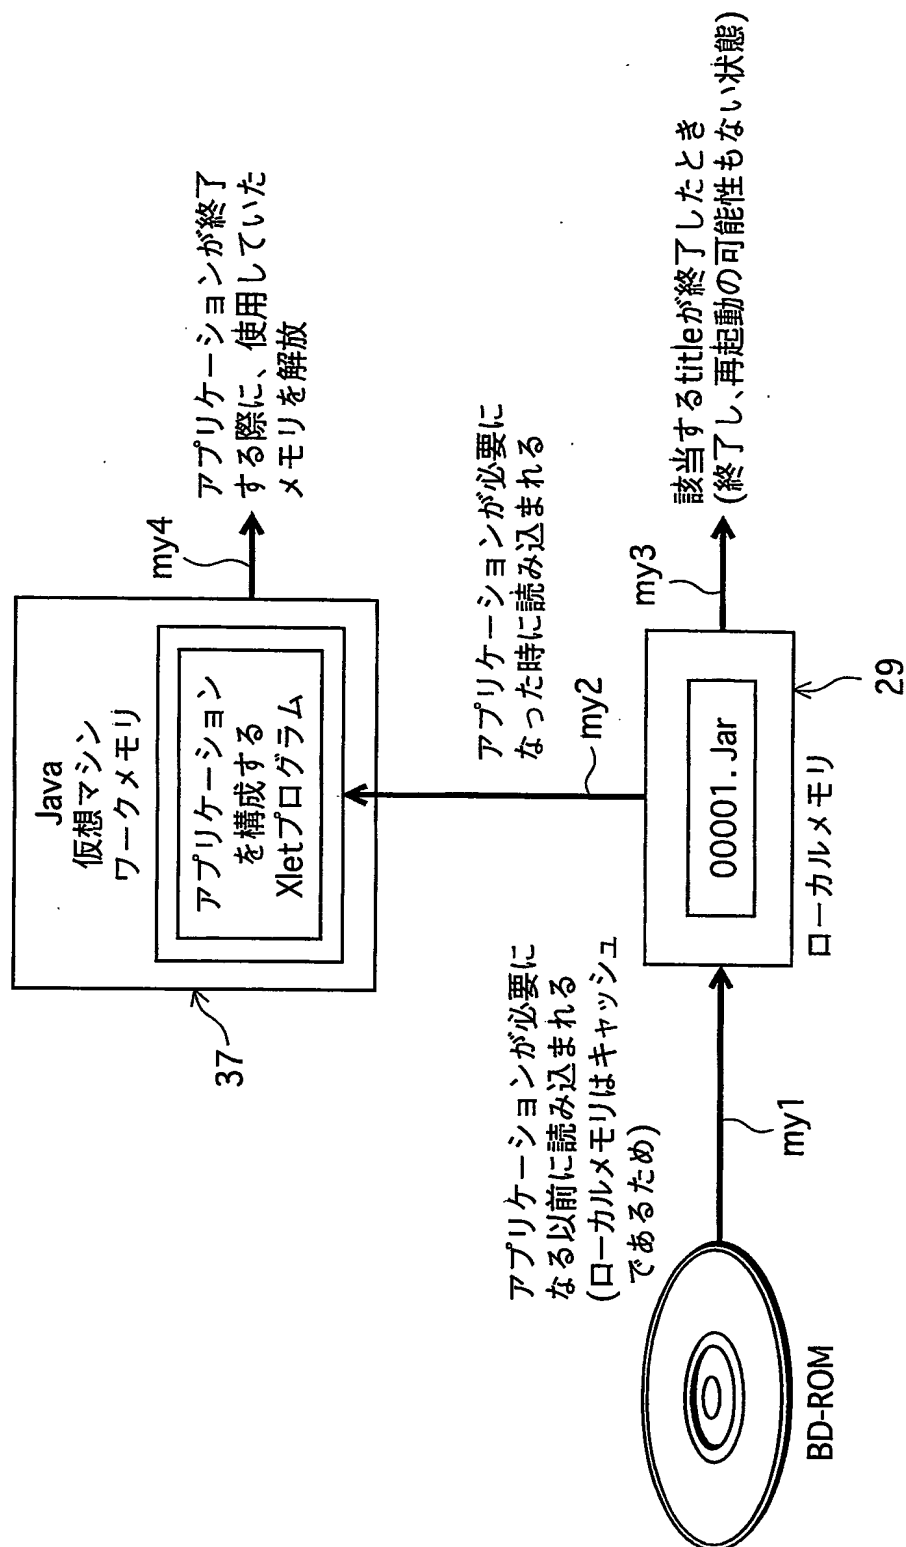 Java
仮想マシン
ワークメモリ
アプリケーション
を構成する
Xletプログラム
37
my4
アプリケーションが終了
する際に、使用していた
メモリを解放
アプリケーションが必要に
なった時に読み込まれる
my2
アプリケーションが必要に
なる以前に読み込まれる
(ローカルメモリはキャッシュ
であるため)
my1
BD-ROM
00001.Jar
ローカルメモリ
29
my3
該当するtitleが終了したとき
(終了し、再起動の可能性もない状態)